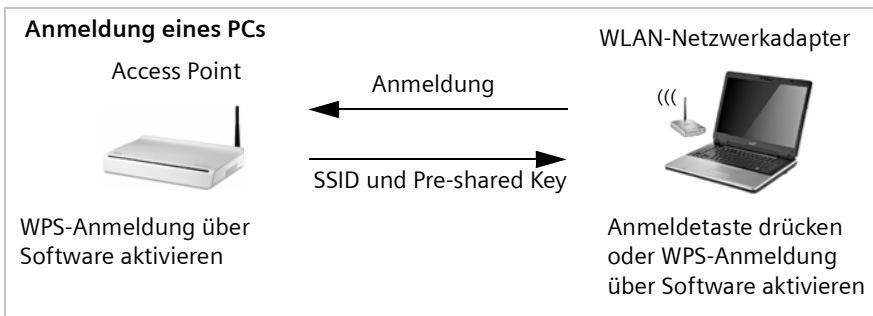 Anmeldung eines PCs
Access Point
WLAN-Netzwerkadapter
Anmeldung
SSID und Pre-shared Key
WPS-Anmeldung über
Software aktivieren
Anmeldetaste drücken
oder WPS-Anmeldung
über Software aktivieren